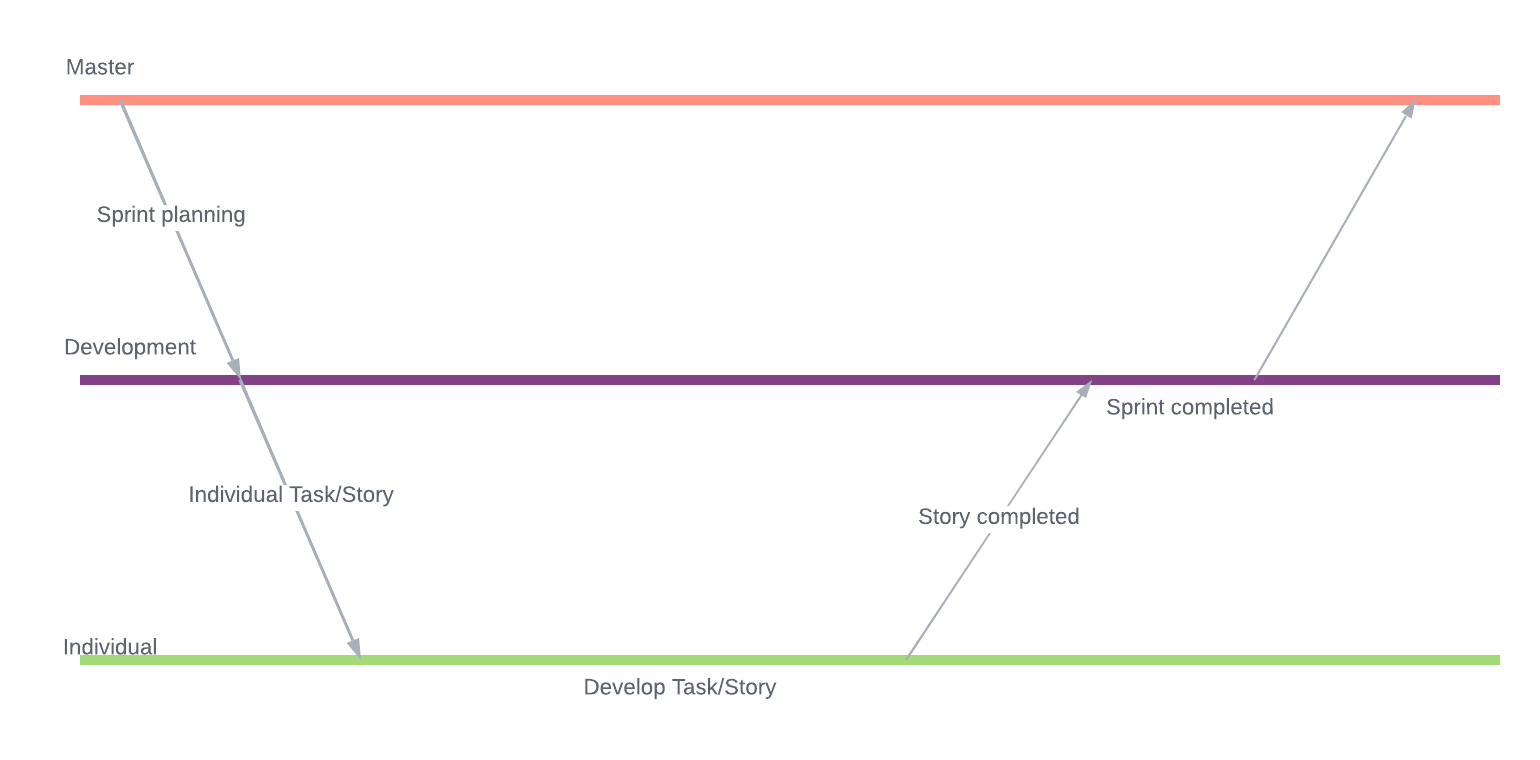 Master
Sprint planning
Development
Sprint completed
Individual Task/Story
Story completed
Individual
Develop Task/Story